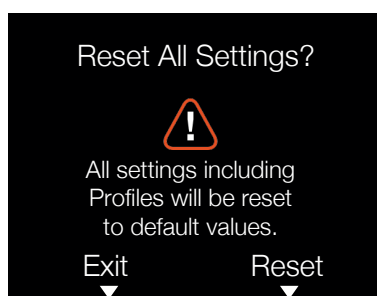 Reset All Settings?
!
All settings including
Profiles will be reset
to default values.
Exit Reset